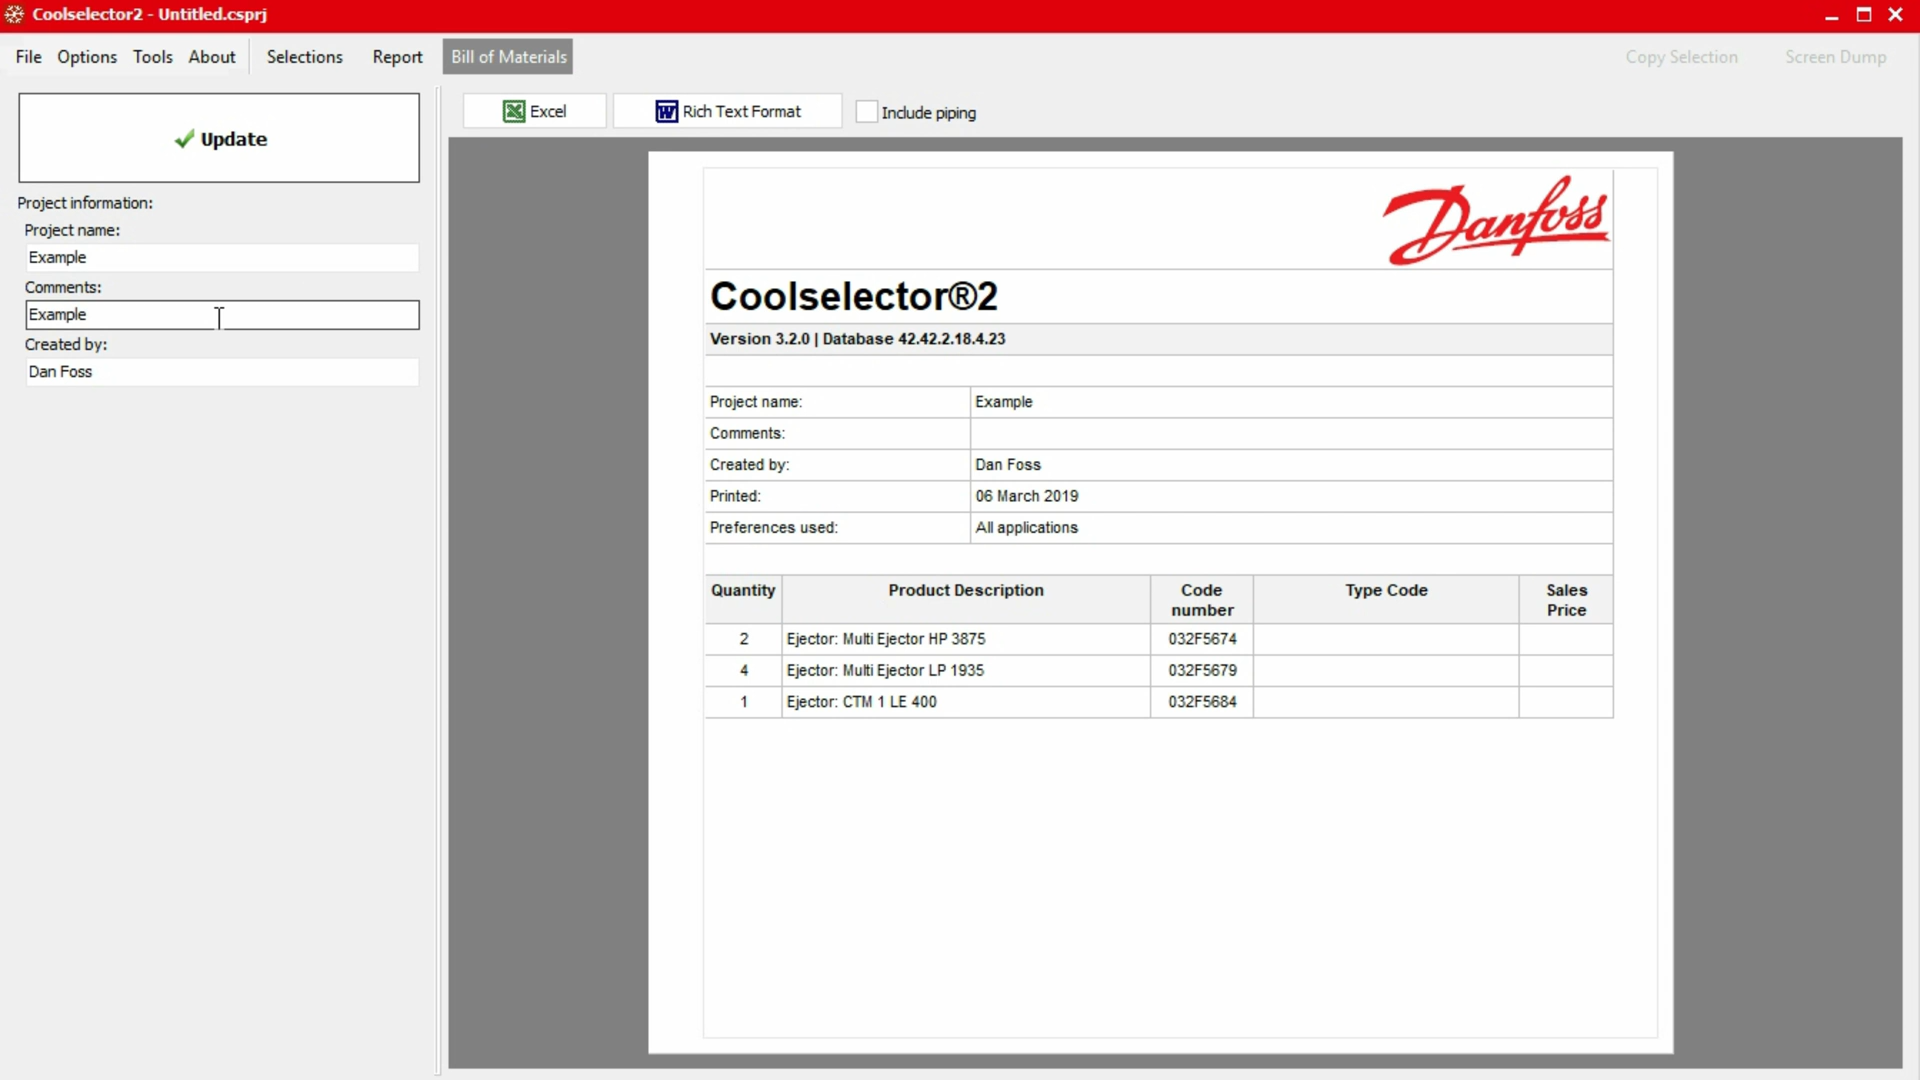 Coolselector2 - Untitled.csprj
File Options Tools About Selections Report Bill of Materials Copy Selection Screen Dump
Update
Excel Rich Text Format Include piping
Project information:
Project name:
Example
Comments:
Example
Created by:
Dan Foss
Danfoss
Coolselector®2
Version 3.2.0 | Database 42.42.2.18.4.23
Project name: Example
Comments:
Created by: Dan Foss
Printed: 06 March 2019
Preferences used: All applications
Quantity Product Description Code number Type Code Sales Price
2 Ejector: Multi Ejector HP 3875 032F5674
4 Ejector: Multi Ejector LP 1935 032F5679
1 Ejector: CTM 1 LE 400 032F5684